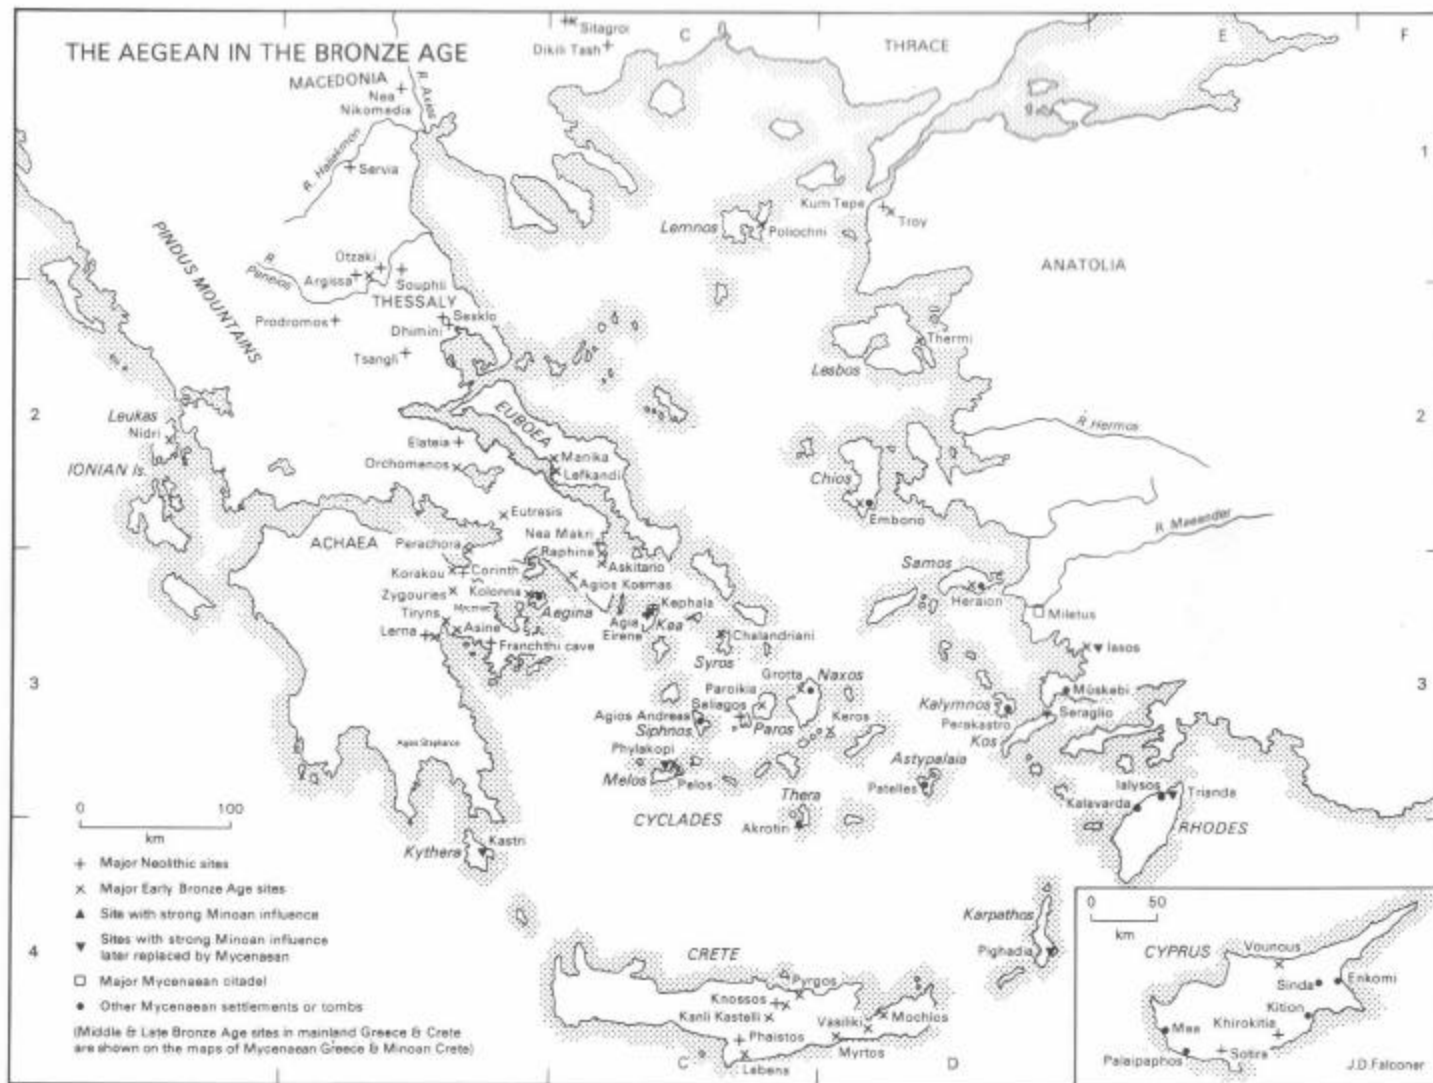 THE AEGEAN IN THE BRONZE AGE
C
E
F
Sitagroi
Dikili Tash
THRACE
MACEDONIA
Nea
Nikomedia
R. Axios
R. Haliakmon
Servia
1
PINDUS MOUNTAINS
Kum Tepe
Troy
Lemnos
Poliochni
ANATOLIA
R.
Peneios
Otzaki
Argissa
Souphli
THESSALY
Prodromos
Sesklo
Dhimini
Tsangli
Thermi
Lesbos
2
2
Leukas
Nidri
IONIAN Is.
EUBOEA
Elateia
Orchomenos
Manika
Lefkandi
R. Hermos
Chios
Emborio
R. Maeander
Eutresis
Nea Makri
Raphina
Askitario
ACHAEA
Perachora
Korakou
Corinth
Zygouries
Kolonna
Agios Kosmas
Tiryns
Aegina
Kephala
Agia
Eirene
Kea
Lerna
Asine
Franchthi cave
Chalandriani
Syros
Samos
Heraion
Miletus
Iasos
3
3
Grotta
Naxos
Paroikia
Saliagos
Paros
Keros
Agios Andreas
Siphnos
Kalymnos
Perakastro
Kos
Müskebi
Seraglio
Agios Stephanos
Phylakopi
Melos
Pelos
CYCLADES
Astypalaia
Patelles
Thera
Akrotiri
Ialysos
Trianda
Kalavarda
RHODES
Kythera
Kastri
Karpathos
Pighadia
0 100
km
+ Major Neolithic sites
× Major Early Bronze Age sites
▲ Site with strong Minoan influence
▼ Sites with strong Minoan influence
later replaced by Mycenaean
□ Major Mycenaean citadel
● Other Mycenaean settlements or tombs
(Middle & Late Bronze Age sites in mainland Greece & Crete
are shown on the maps of Mycenaean Greece & Minoan Crete)
4
4
CRETE
Pyrgos
Knossos
Kanli Kastelli
Phaistos
Vasiliki
Mochlos
Myrtos
Lebena
C
D
0 50
km
CYPRUS
Vounous
Sinda
Enkomi
Kition
Khirokitia
Maa
Palaipaphos
Sotira
J.D.Falconer